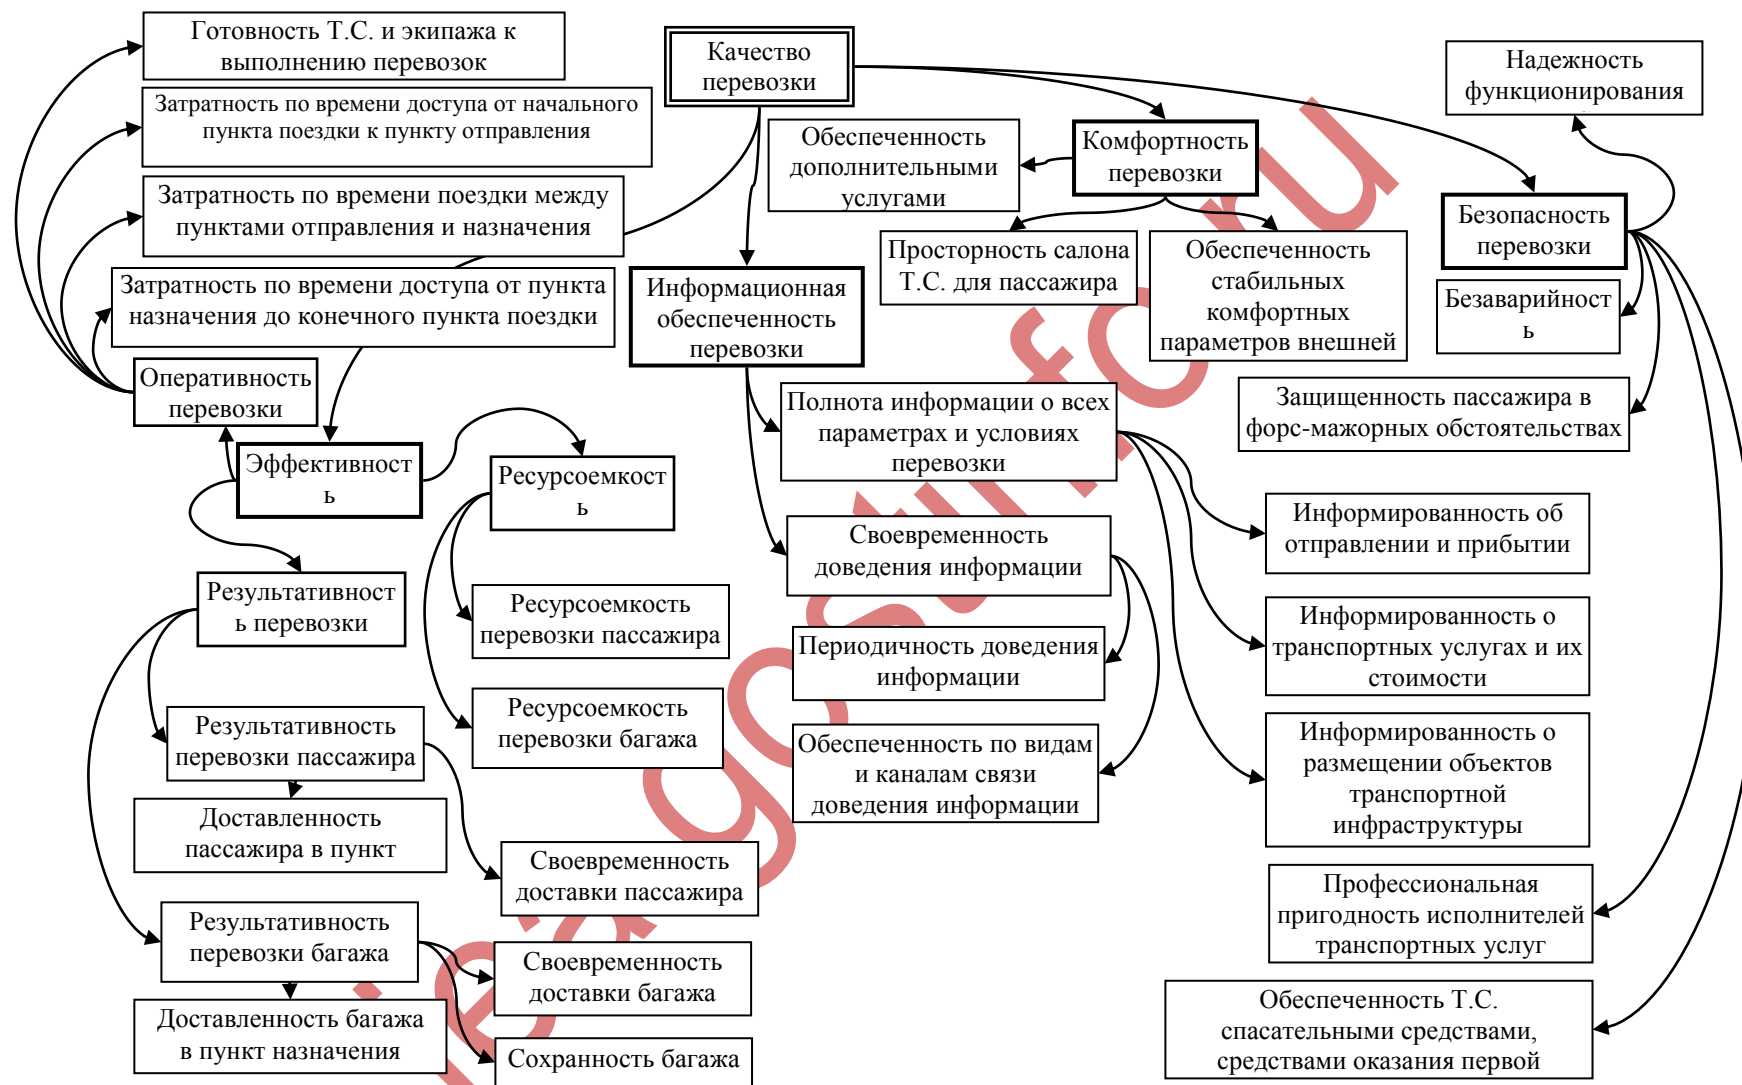 Готовность Т.С. и экипажа к
выполнению перевозок
Качество
перевозки
Надежность
функционирования
Затратность по времени доступа от начального
пункта поездки к пункту отправления
Обеспеченность
дополнительными
услугами
Комфортность
перевозки
Затратность по времени поездки между
пунктами отправления и назначения
Безопасность
перевозки
Просторность салона
Т.С. для пассажира
Обеспеченность
стабильных
комфортных
параметров внешней
Затратность по времени доступа от пункта
назначения до конечного пункта поездки
Информационная
обеспеченность
перевозки
Безаварийност
ь
Оперативность
перевозки
Полнота информации о всех
параметрах и условиях
перевозки
Защищенность пассажира в
форс-мажорных обстоятельствах
Эффективност
ь
Ресурсоемкост
ь
Своевременность
доведения информации
Информированность об
отправлении и прибытии
Результативност
ь перевозки
Ресурсоемкость
перевозки пассажира
Периодичность доведения
информации
Информированность о
транспортных услугах и их
стоимости
Результативность
перевозки пассажира
Ресурсоемкость
перевозки багажа
Обеспеченность по видам
и каналам связи
доведения информации
Информированность о
размещении объектов
транспортной
инфраструктуры
Доставленность
пассажира в пункт
Своевременность
доставки пассажира
Профессиональная
пригодность исполнителей
транспортных услуг
Результативность
перевозки багажа
Своевременность
доставки багажа
Доставленность багажа
в пункт назначения
Сохранность багажа
Обеспеченность Т.С.
спасательными средствами,
средствами оказания первой